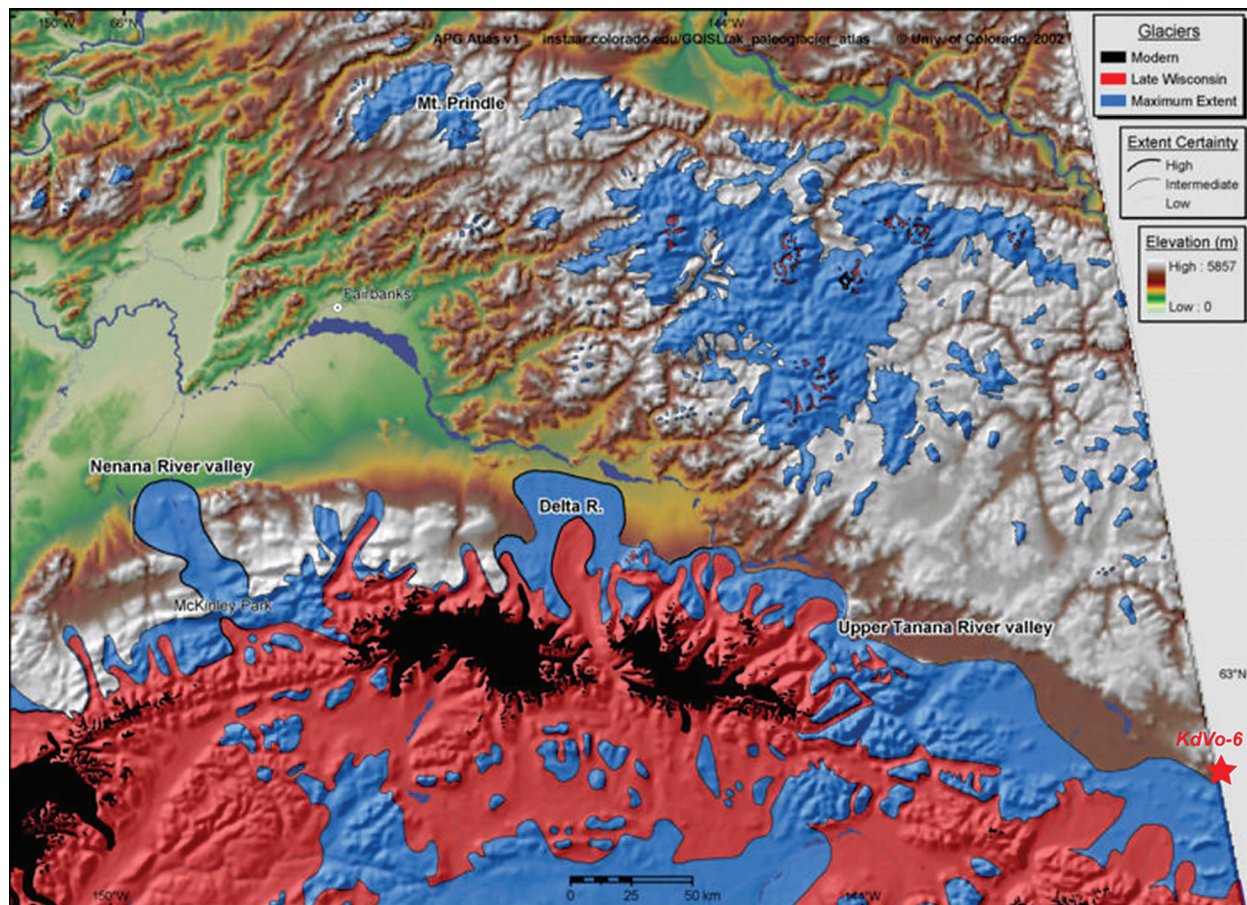 150°W 66°N 144°W
APG Atlas v1 instaar.colorado.edu/GQISL/ak_paleoglacier_atlas © Univ. of Colorado, 2002
Glaciers
Modern
Late Wisconsin
Maximum Extent
Extent Certainty
High
Intermediate
Low
Elevation (m)
High : 5857
Low : 0
Mt. Prindle
Fairbanks
Nenana River valley
Delta R.
McKinley Park
Upper Tanana River valley
63°N
KdVo-6
150°W
144°W
0 25 50 km